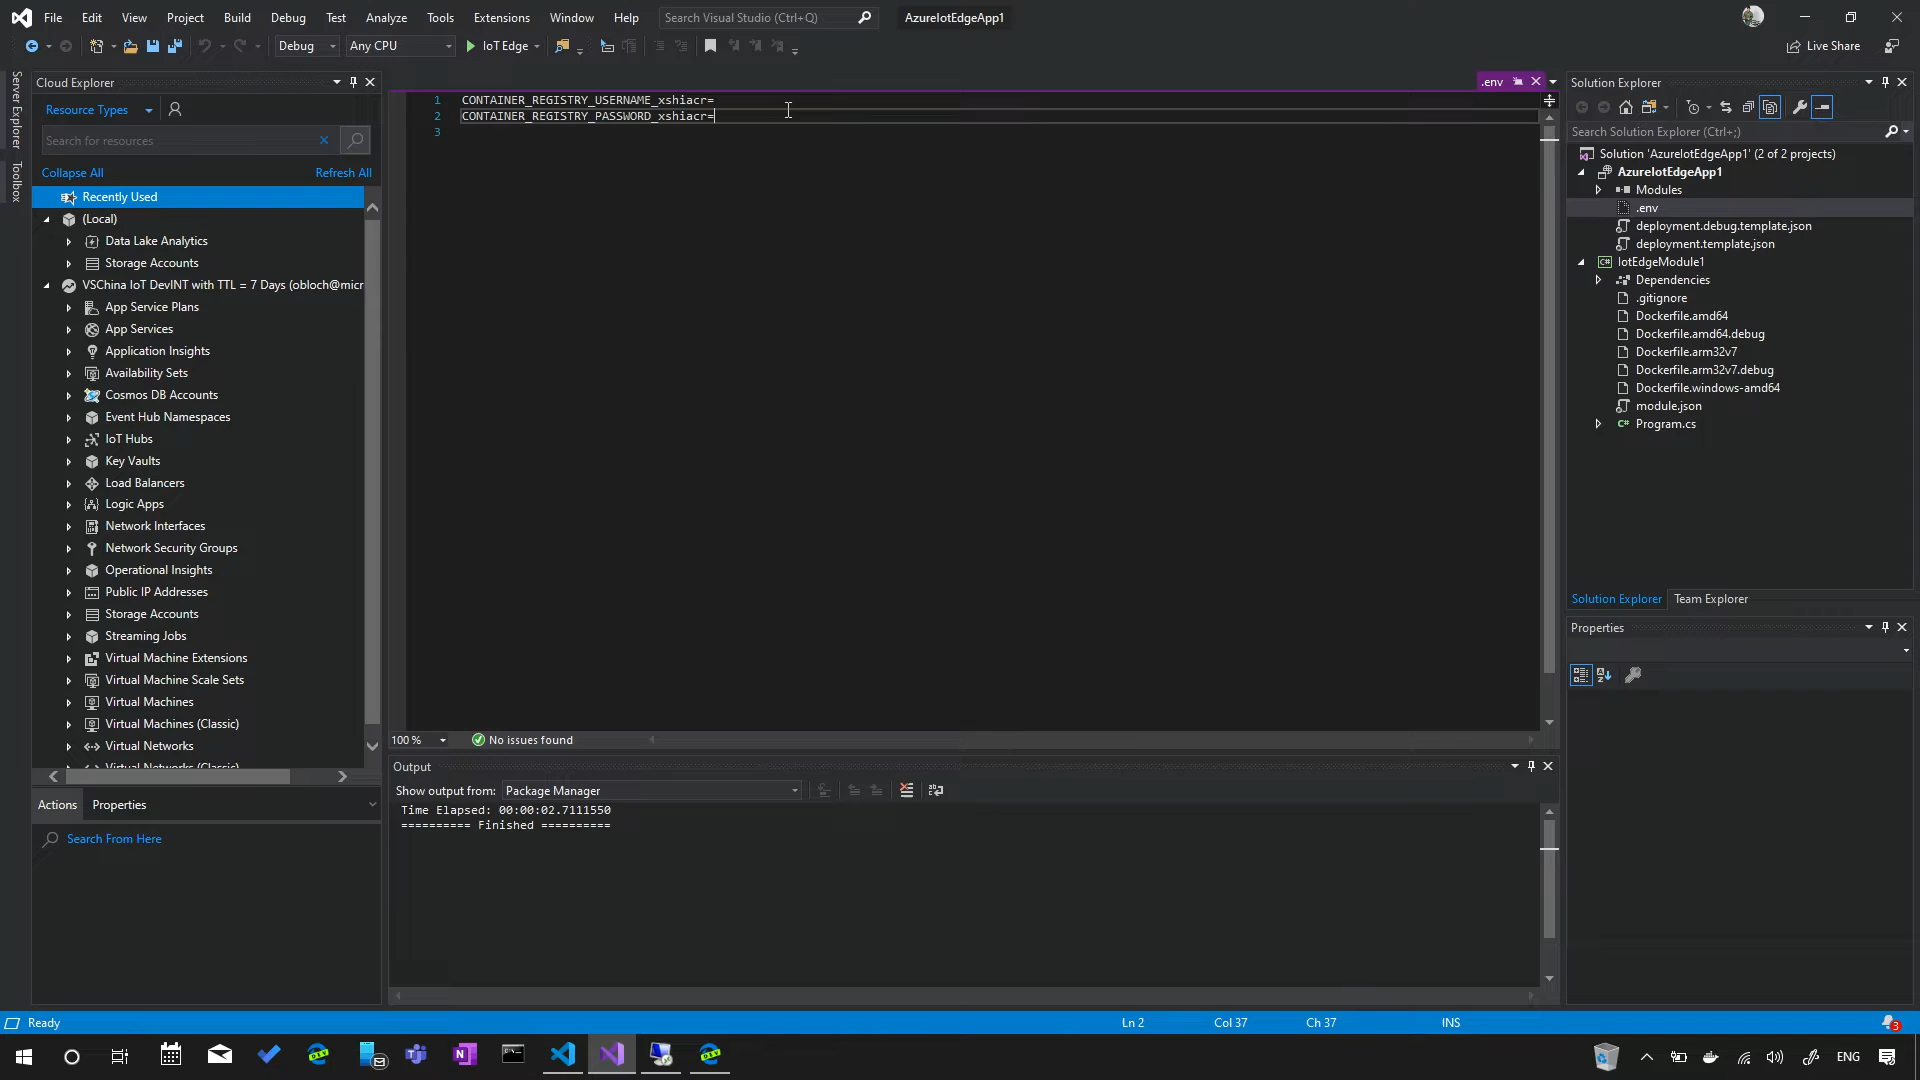 File Edit View Project Build Debug Test Analyze Tools Extensions Window Help Search Visual Studio (Ctrl+Q) AzureIotEdgeApp1
Debug Any CPU IoT Edge Live Share
Server Explorer
Toolbox
Cloud Explorer
Resource Types
Search for resources
Collapse All Refresh All
Recently Used
(Local)
Data Lake Analytics
Storage Accounts
VSChina IoT DevINT with TTL = 7 Days (obloch@micr
App Service Plans
App Services
Application Insights
Availability Sets
Cosmos DB Accounts
Event Hub Namespaces
IoT Hubs
Key Vaults
Load Balancers
Logic Apps
Network Interfaces
Network Security Groups
Operational Insights
Public IP Addresses
Storage Accounts
Streaming Jobs
Virtual Machine Extensions
Virtual Machine Scale Sets
Virtual Machines
Virtual Machines (Classic)
Virtual Networks
Virtual Networks (Classic)
Actions Properties
Search From Here
.env
1 CONTAINER_REGISTRY_USERNAME_xshiacr=
2 CONTAINER_REGISTRY_PASSWORD_xshiacr=
3
100 % No issues found
Output
Show output from: Package Manager
Time Elapsed: 00:00:02.7111550
========== Finished ==========
Solution Explorer
Search Solution Explorer (Ctrl+;)
Solution 'AzureIotEdgeApp1' (2 of 2 projects)
AzureIotEdgeApp1
Modules
.env
deployment.debug.template.json
deployment.template.json
IotEdgeModule1
Dependencies
.gitignore
Dockerfile.amd64
Dockerfile.amd64.debug
Dockerfile.arm32v7
Dockerfile.arm32v7.debug
Dockerfile.windows-amd64
module.json
Program.cs
Solution Explorer Team Explorer
Properties
Ready Ln 2 Col 37 Ch 37 INS 3
ENG